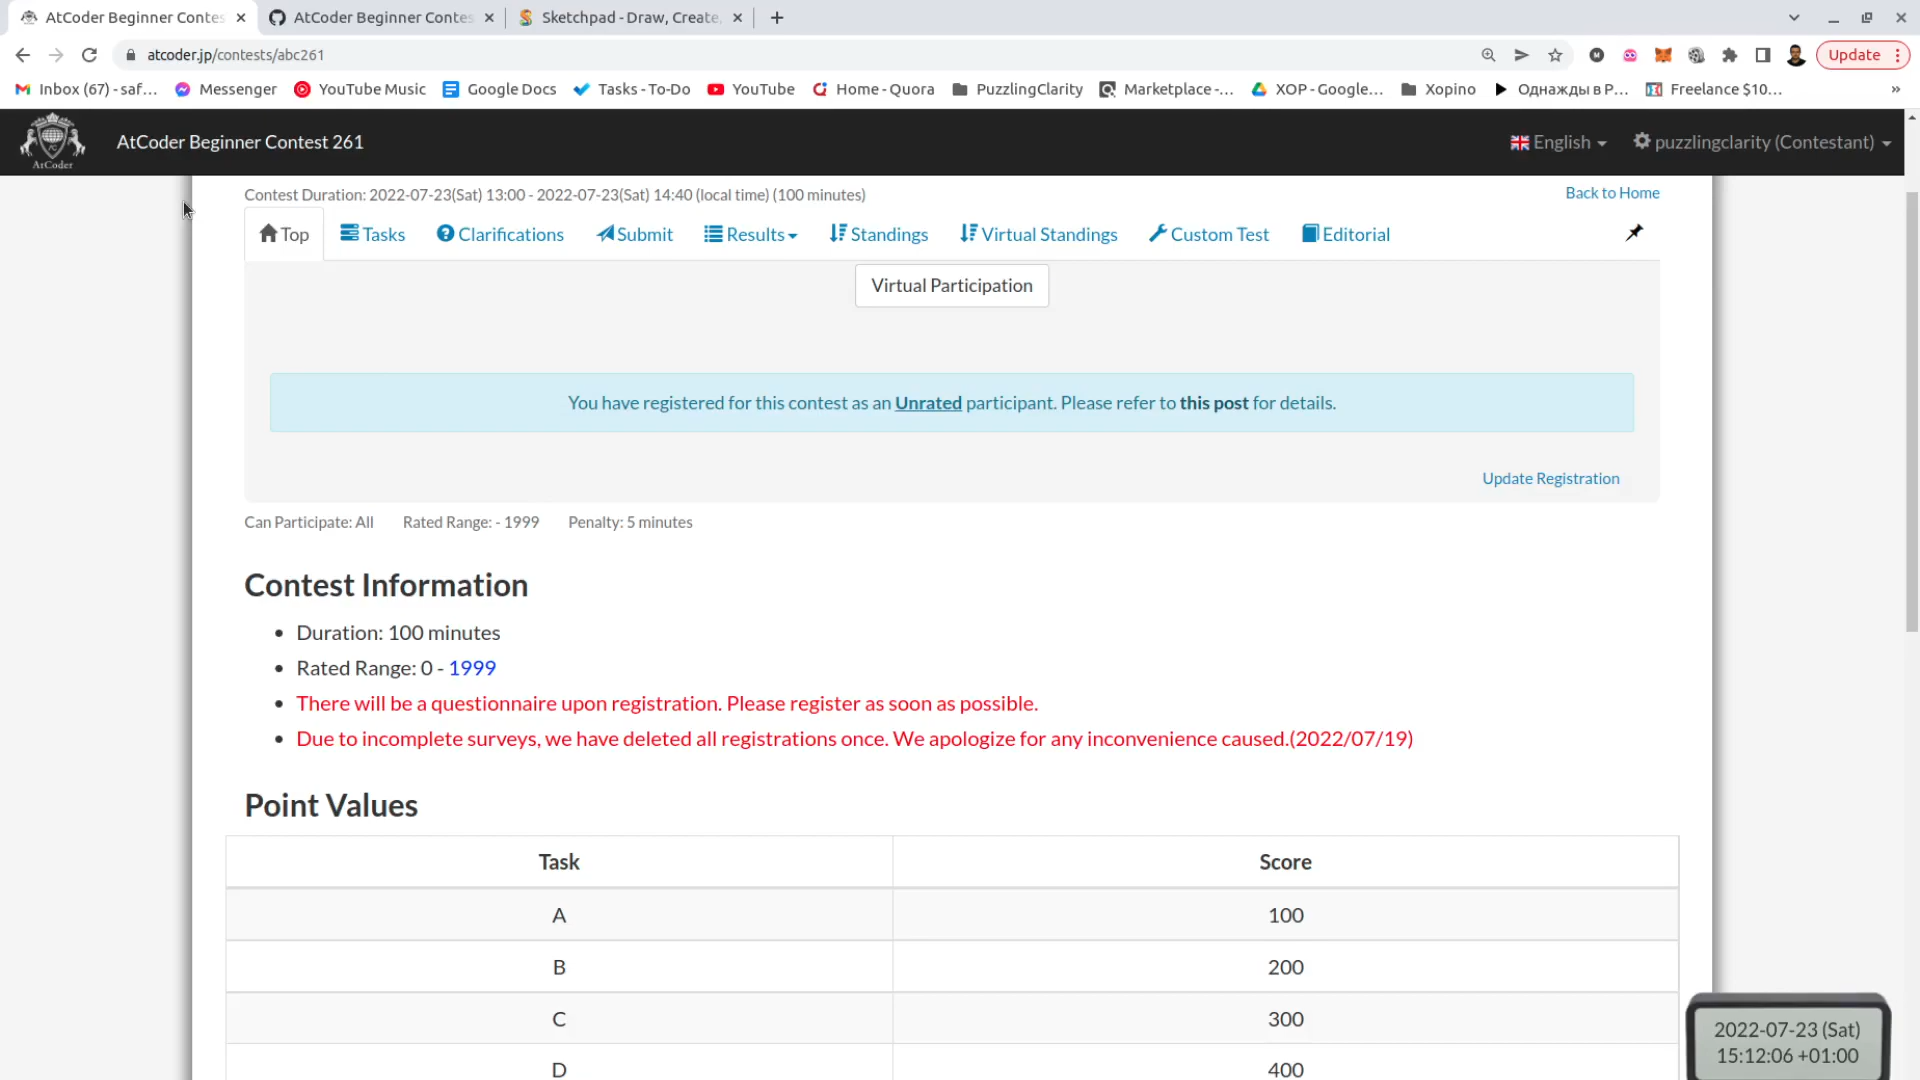 AtCoder Beginner Contes
AtCoder Beginner Contes
Sketchpad - Draw, Create,
atcoder.jp/contests/abc261
Update
Inbox (67) - saf...
Messenger
YouTube Music
Google Docs
Tasks - To-Do
YouTube
Home - Quora
PuzzlingClarity
Marketplace -...
XOP - Google...
Xopino
Однажды в Р...
Freelance $10...
»
AtCoder
AtCoder Beginner Contest 261
English
puzzlingclarity (Contestant)
Contest Duration: 2022-07-23(Sat) 13:00 - 2022-07-23(Sat) 14:40 (local time) (100 minutes)
Back to Home
Top
Tasks
Clarifications
Submit
Results
Standings
Virtual Standings
Custom Test
Editorial
Virtual Participation
You have registered for this contest as an Unrated participant. Please refer to this post for details.
Update Registration
Can Participate: All
Rated Range: - 1999
Penalty: 5 minutes
Contest Information
• Duration: 100 minutes
• Rated Range: 0 - 1999
• There will be a questionnaire upon registration. Please register as soon as possible.
• Due to incomplete surveys, we have deleted all registrations once. We apologize for any inconvenience caused.(2022/07/19)
Point Values
Task Score
A 100
B 200
C 300
D 400
2022-07-23 (Sat)
15:12:06 +01:00